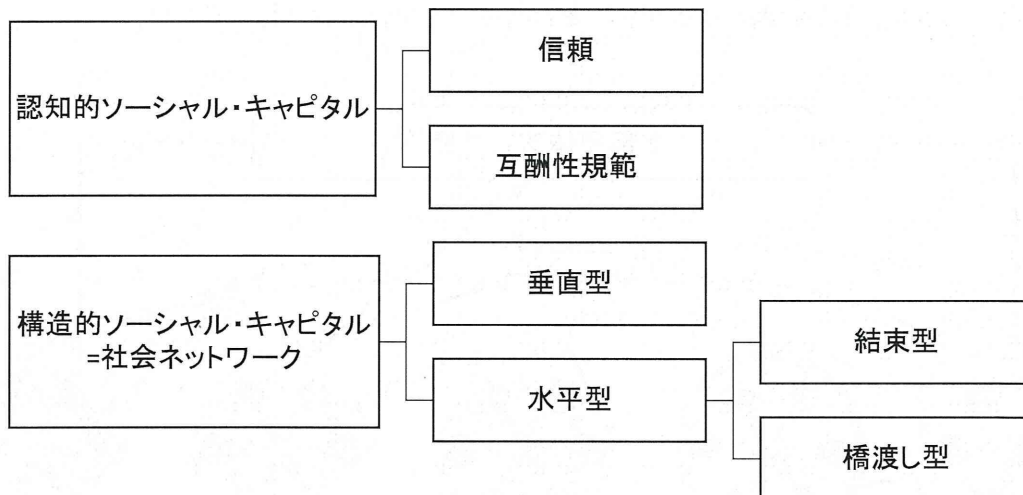 信頼
認知的ソーシャル・キャピタル
互酬性規範
垂直型
構造的ソーシャル・キャピタル
=社会ネットワーク
水平型
結束型
橋渡し型